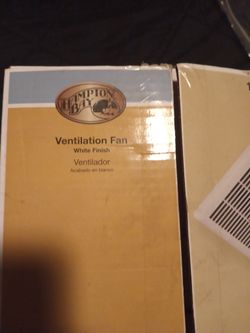 HAMPTON
BAY
Ventilation Fan
White Finish
Ventilador
Acabado en blanco